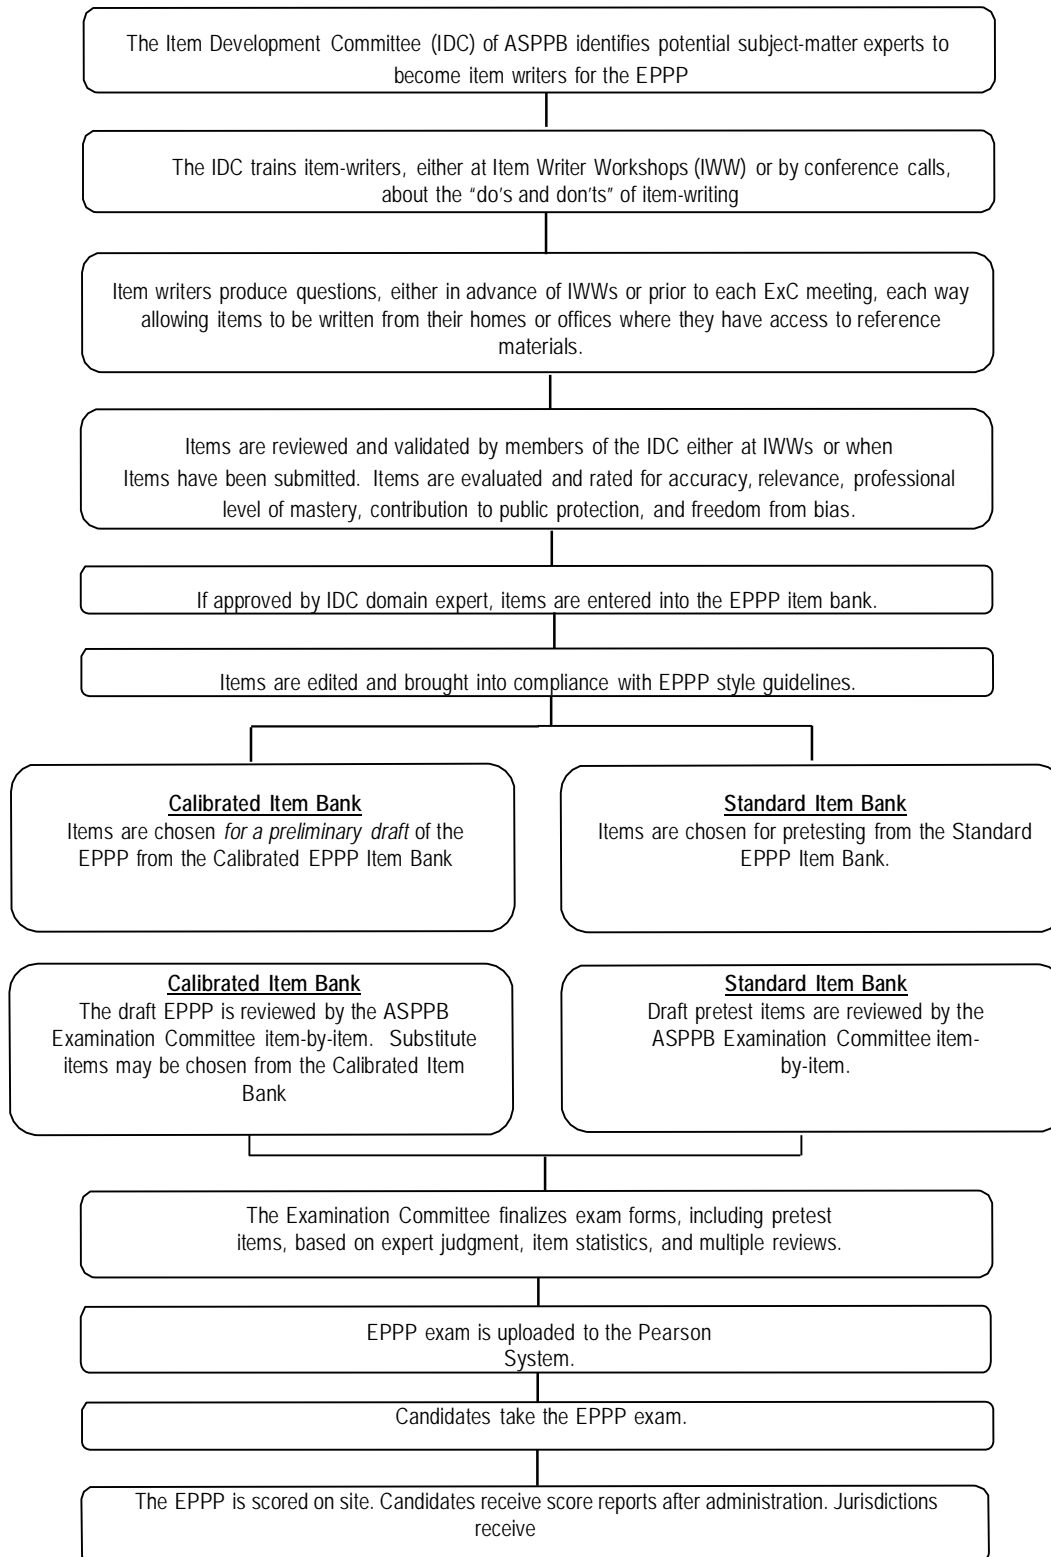 The Item Development Committee (IDC) of ASPPB identifies potential subject-matter experts to
become item writers for the EPPP
The IDC trains item-writers, either at Item Writer Workshops (IWW) or by conference calls,
about the “do’s and don’ts” of item-writing
Item writers produce questions, either in advance of IWWs or prior to each ExC meeting, each way
allowing items to be written from their homes or offices where they have access to reference
materials.
Items are reviewed and validated by members of the IDC either at IWWs or when
Items have been submitted. Items are evaluated and rated for accuracy, relevance, professional
level of mastery, contribution to public protection, and freedom from bias.
If approved by IDC domain expert, items are entered into the EPPP item bank.
Items are edited and brought into compliance with EPPP style guidelines.
Calibrated Item Bank
Items are chosen for a preliminary draft of the
EPPP from the Calibrated EPPP Item Bank
Standard Item Bank
Items are chosen for pretesting from the Standard
EPPP Item Bank.
Calibrated Item Bank
The draft EPPP is reviewed by the ASPPB
Examination Committee item-by-item. Substitute
items may be chosen from the Calibrated Item
Bank
Standard Item Bank
Draft pretest items are reviewed by the
ASPPB Examination Committee item-
by-item.
The Examination Committee finalizes exam forms, including pretest
items, based on expert judgment, item statistics, and multiple reviews.
EPPP exam is uploaded to the Pearson
System.
Candidates take the EPPP exam.
The EPPP is scored on site. Candidates receive score reports after administration. Jurisdictions
receive